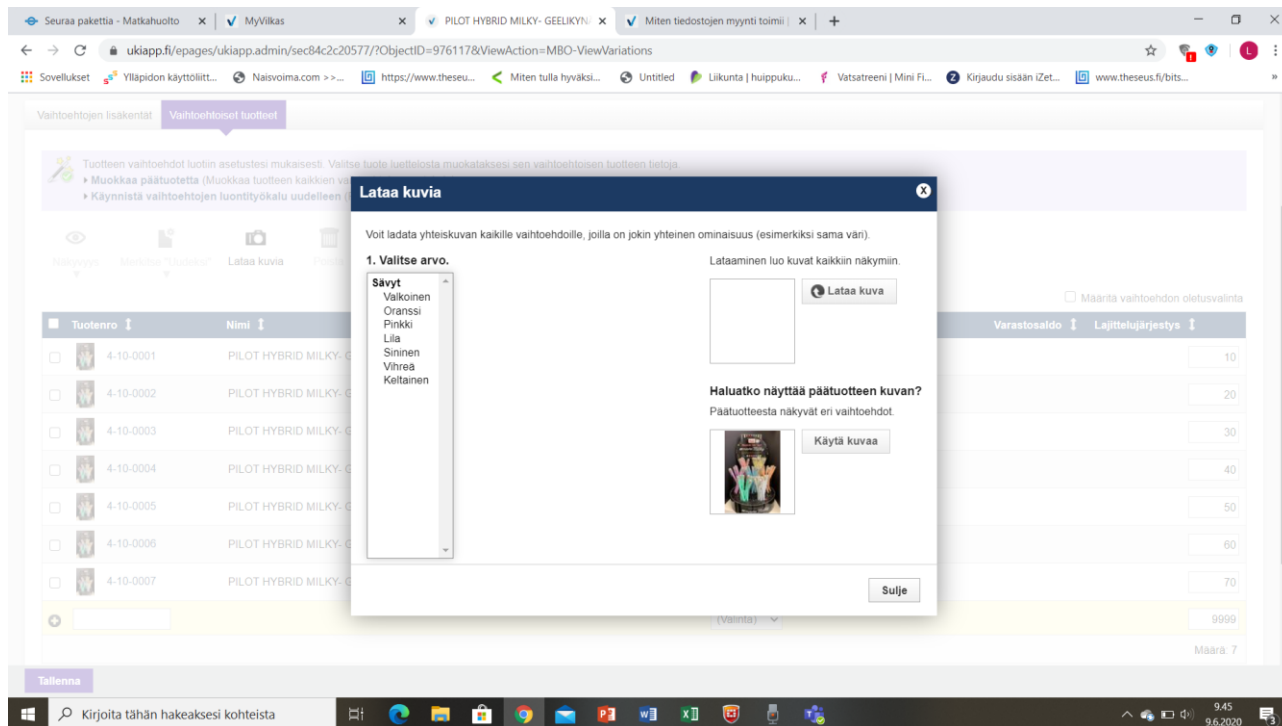 Seuraa pakettia - Matkahuolto
MyVilkas
PILOT HYBRID MILKY- GEELIKYN
Miten tiedostojen myynti toimii |
ukiapp.fi/epages/ukiapp.admin/sec84c2c20577/?ObjectID=976117&ViewAction=MBO-ViewVariations
L
Sovellukset
Ylläpidon käyttöliitt...
Naisvoima.com >>...
https://www.theseu...
Miten tulla hyväksi...
Untitled
Liikunta | huippuku...
Vatsatreeni | Mini Fi...
Kirjaudu sisään iZet...
www.theseus.fi/bits...
»
Vaihtoehtojen lisäkentät
Vaihtoehtoiset tuotteet
Tuotteen vaihtoehdot luotiin asetustesi mukaisesti. Valitse tuote luettelosta muokataksesi sen vaihtoehtoisen tuotteen tietoja.
Muokkaa päätuotetta (Muokkaa tuotteen kaikkien va
Käynnistä vaihtoehtojen luontityökalu uudelleen (
Lataa kuvia
Voit ladata yhteiskuvan kaikille vaihtoehdoille, joilla on jokin yhteinen ominaisuus (esimerkiksi sama väri).
1. Valitse arvo.
Sävyt
Valkoinen
Oranssi
Pinkki
Lila
Sininen
Vihreä
Keltainen
Lataaminen luo kuvat kaikkiin näkymiin.
Lataa kuva
Haluatko näyttää päätuotteen kuvan?
Päätuotteesta näkyvät eri vaihtoehdot.
Käytä kuvaa
Sulje
Näkyvyys
Lataa kuvia
Poista
Määritä vaihtoehdon oletusvalinta
Tuotenro
Nimi
Varastosaldo
Lajittelujärjestys
4-10-0001 PILOT HYBRID MILKY- G 10
4-10-0002 PILOT HYBRID MILKY- G 20
4-10-0003 PILOT HYBRID MILKY- G 30
4-10-0004 PILOT HYBRID MILKY- G 40
4-10-0005 PILOT HYBRID MILKY- G 50
4-10-0006 PILOT HYBRID MILKY- G 60
4-10-0007 PILOT HYBRID MILKY- G 70
(Valinta) 9999
Määrä: 7
Tallenna
Kirjoita tähän hakeaksesi kohteista
9.45
9.6.2020